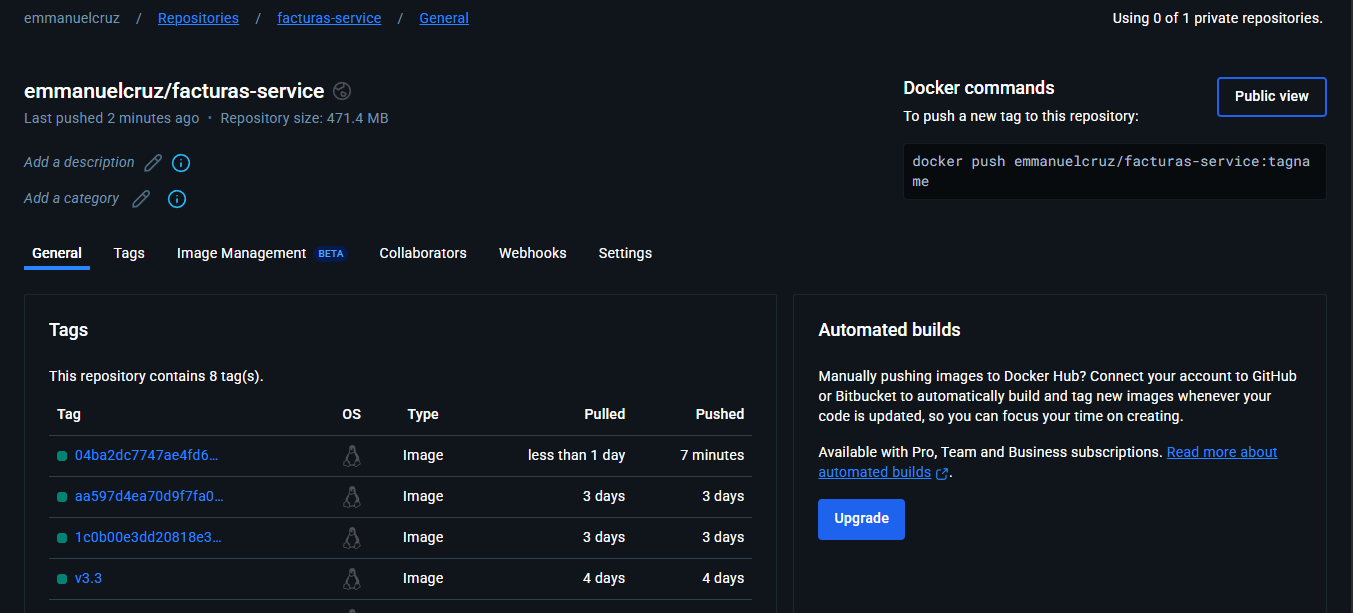 emmanuelcruz / Repositories / facturas-service / General
Using 0 of 1 private repositories.
emmanuelcruz/facturas-service
Last pushed 2 minutes ago • Repository size: 471.4 MB
Add a description
Add a category
Docker commands
Public view
To push a new tag to this repository:
docker push emmanuelcruz/facturas-service:tagna
me
General Tags Image Management BETA Collaborators Webhooks Settings
Tags
This repository contains 8 tag(s).
Tag OS Type Pulled Pushed
04ba2dc7747ae4fd6… Image less than 1 day 7 minutes
aa597d4ea70d9f7fa0… Image 3 days 3 days
1c0b00e3dd20818e3… Image 3 days 3 days
v3.3 Image 4 days 4 days
Automated builds
Manually pushing images to Docker Hub? Connect your account to GitHub
or Bitbucket to automatically build and tag new images whenever your
code is updated, so you can focus your time on creating.
Available with Pro, Team and Business subscriptions. Read more about
automated builds.
Upgrade